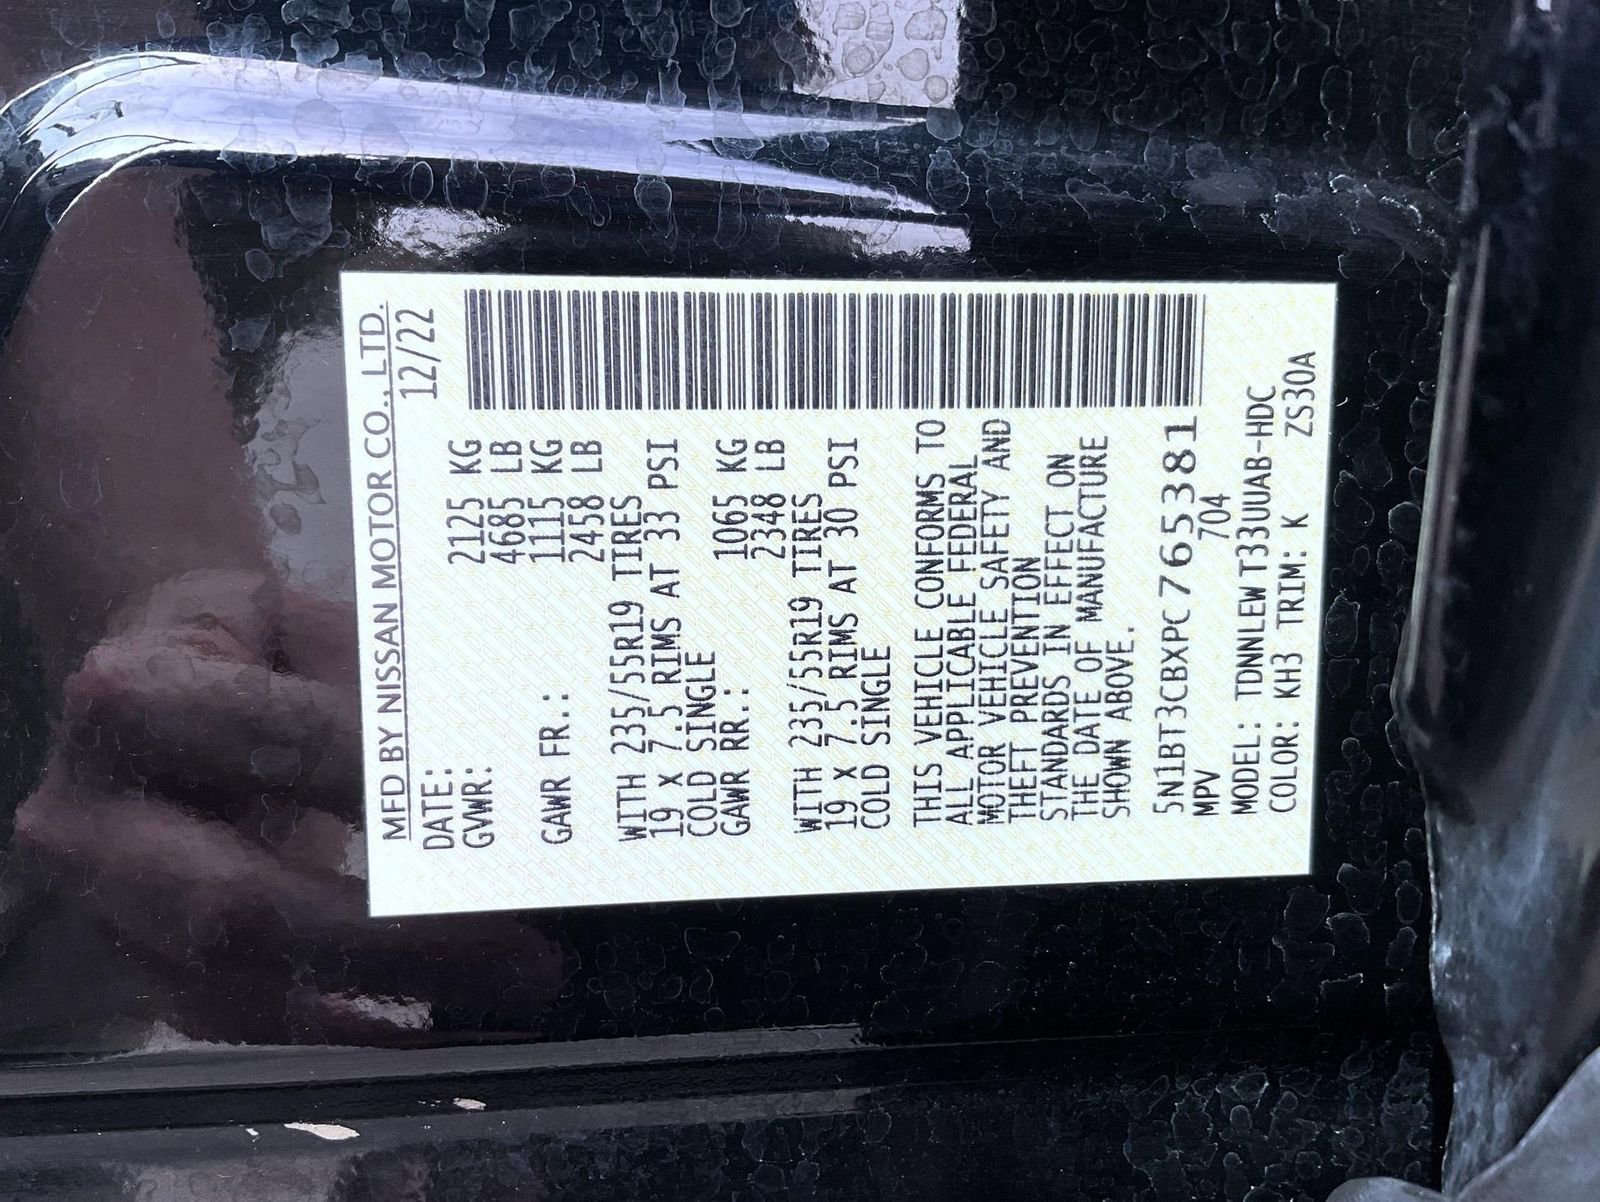 MFD BY NISSAN MOTOR CO., LTD.
DATE: 12/22
GVWR: 2125 KG
4685 LB
GAWR FR.: 1115 KG
2458 LB
WITH 235/55R19 TIRES
19 x 7.5 RIMS AT 33 PSI
COLD SINGLE
GAWR RR.: 1065 KG
2348 LB
WITH 235/55R19 TIRES
19 x 7.5 RIMS AT 30 PSI
COLD SINGLE
THIS VEHICLE CONFORMS TO
ALL APPLICABLE FEDERAL
MOTOR VEHICLE SAFETY AND
THEFT PREVENTION
STANDARDS IN EFFECT ON
THE DATE OF MANUFACTURE
SHOWN ABOVE.
5N1BT3CBXPC765381
MPV 704
MODEL: TDNNLEW T33UUAB-HDC
COLOR: KH3 TRIM: K ZS30A